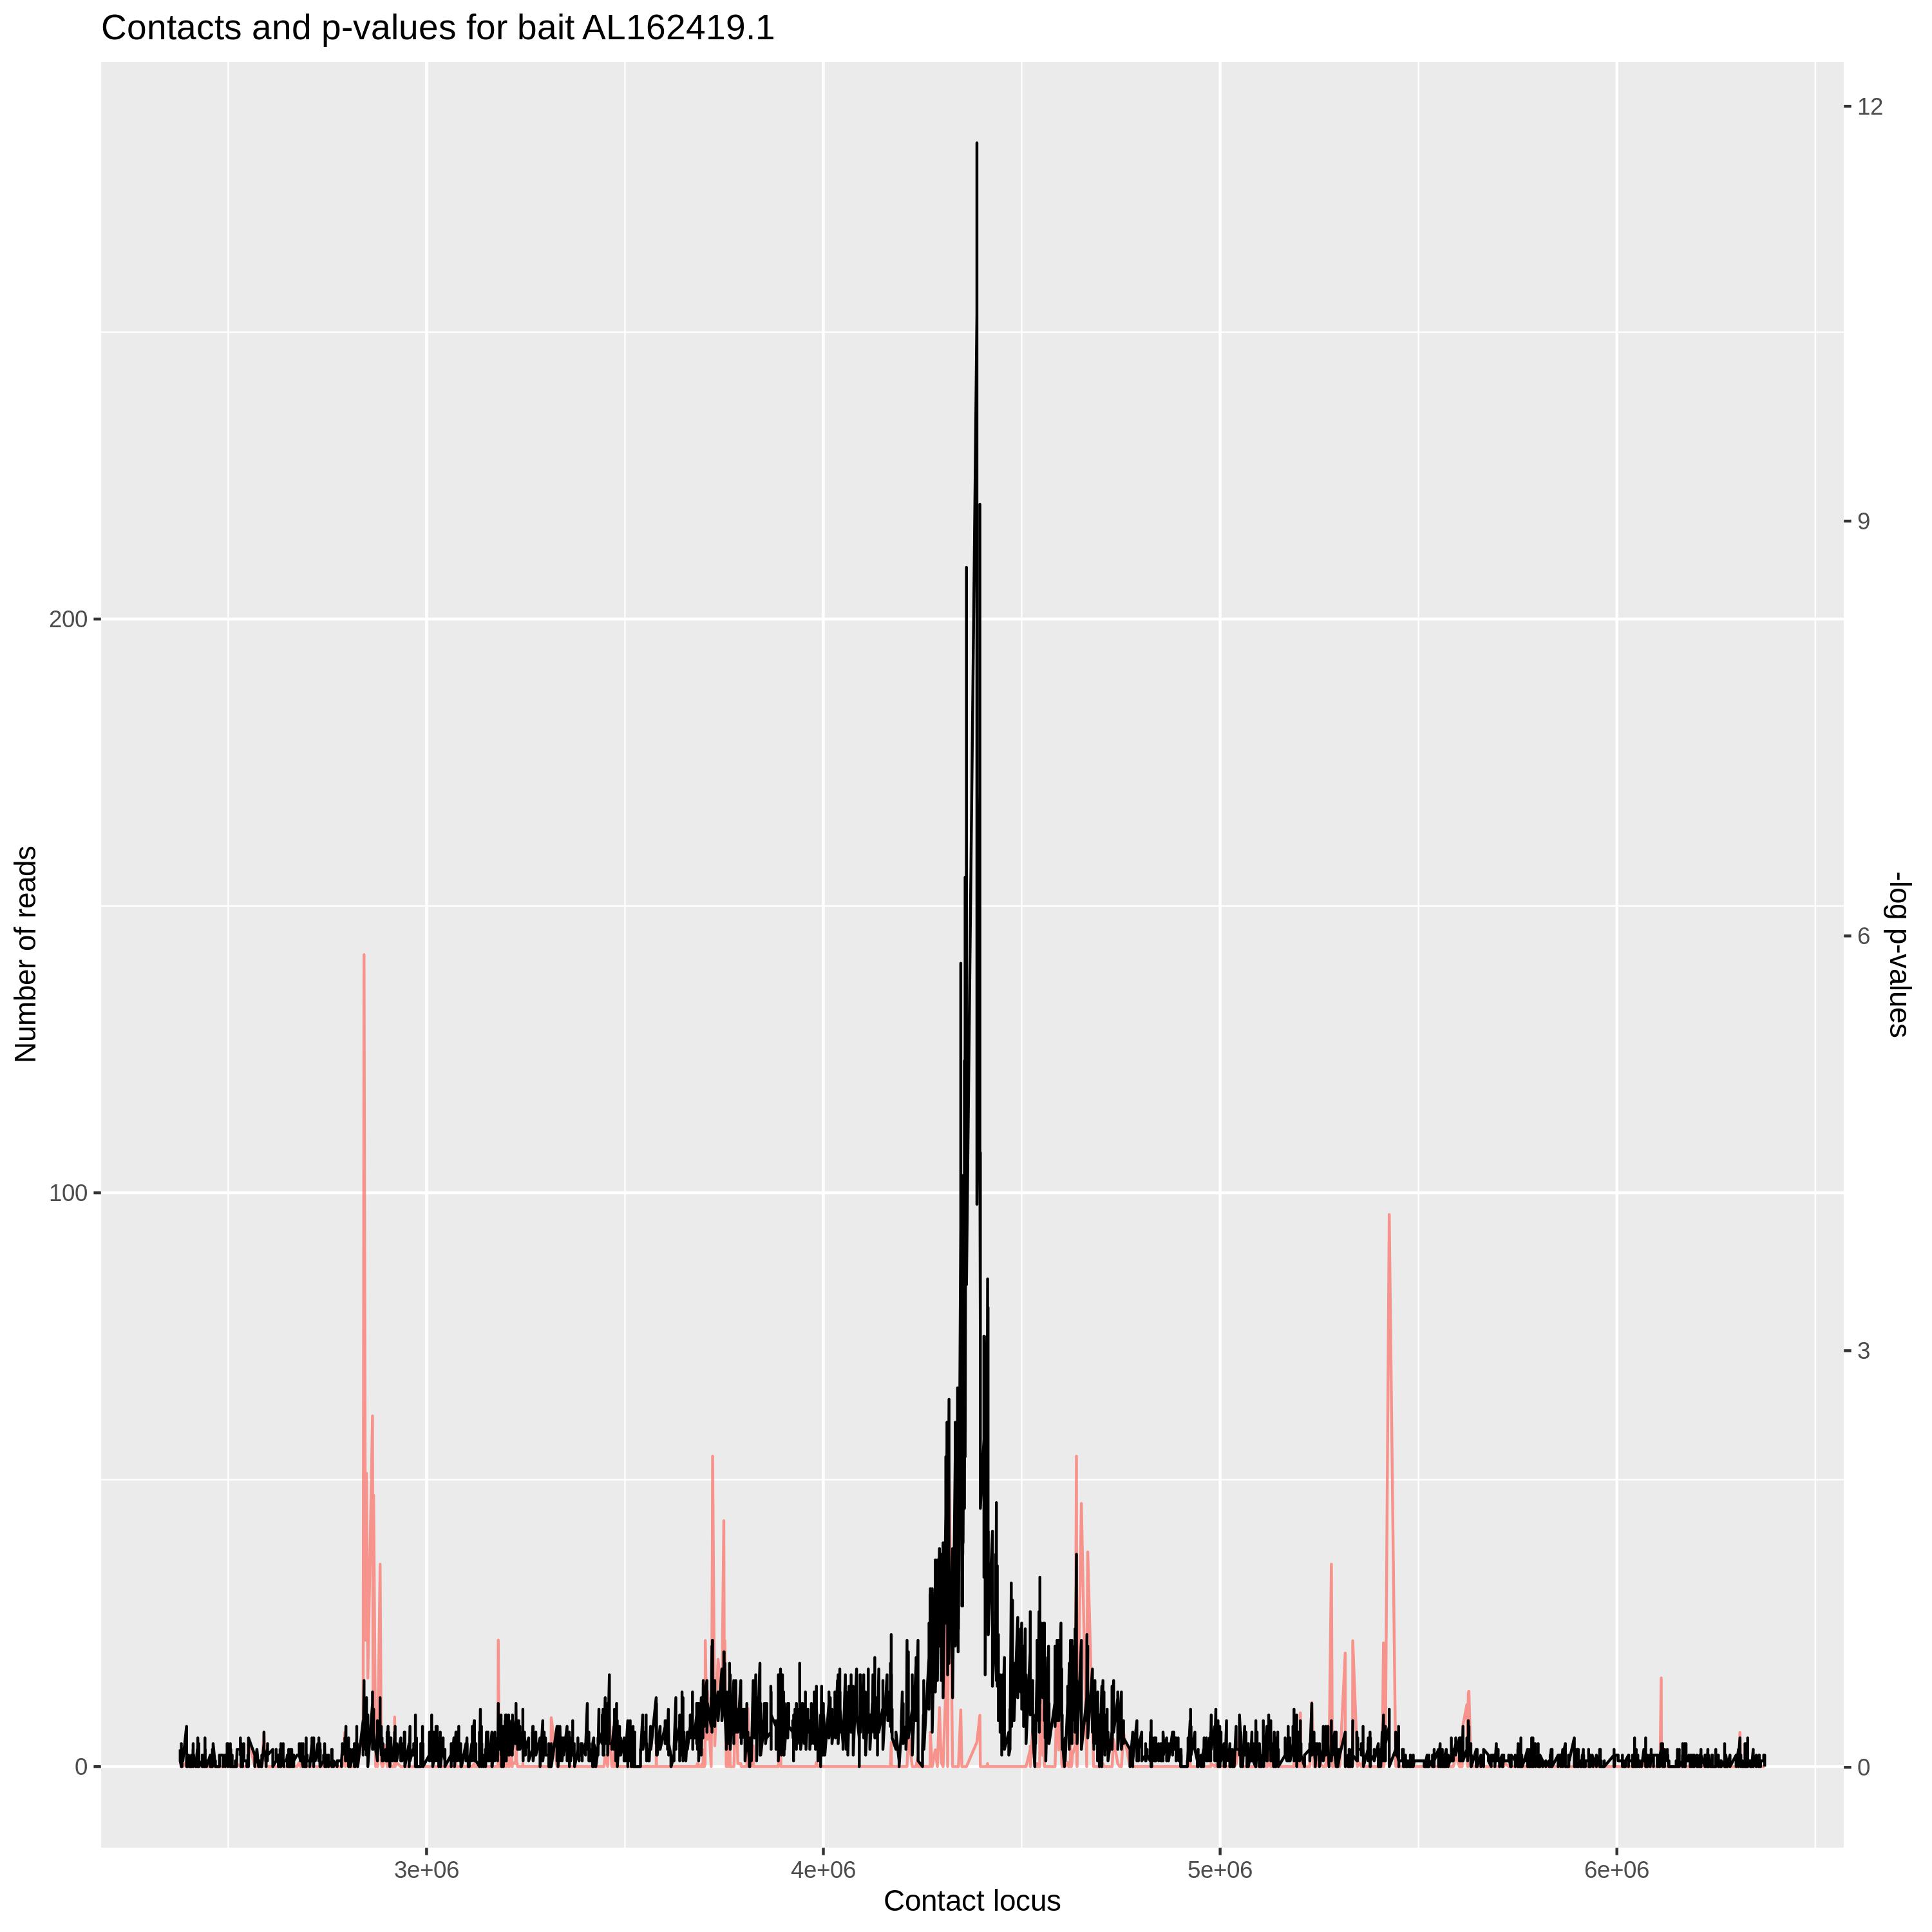 Contacts and p-values for bait AL162419.1
12
9
200
6
Number of reads
-log p-values
100
3
0
0
3e+06
4e+06
5e+06
6e+06
Contact locus